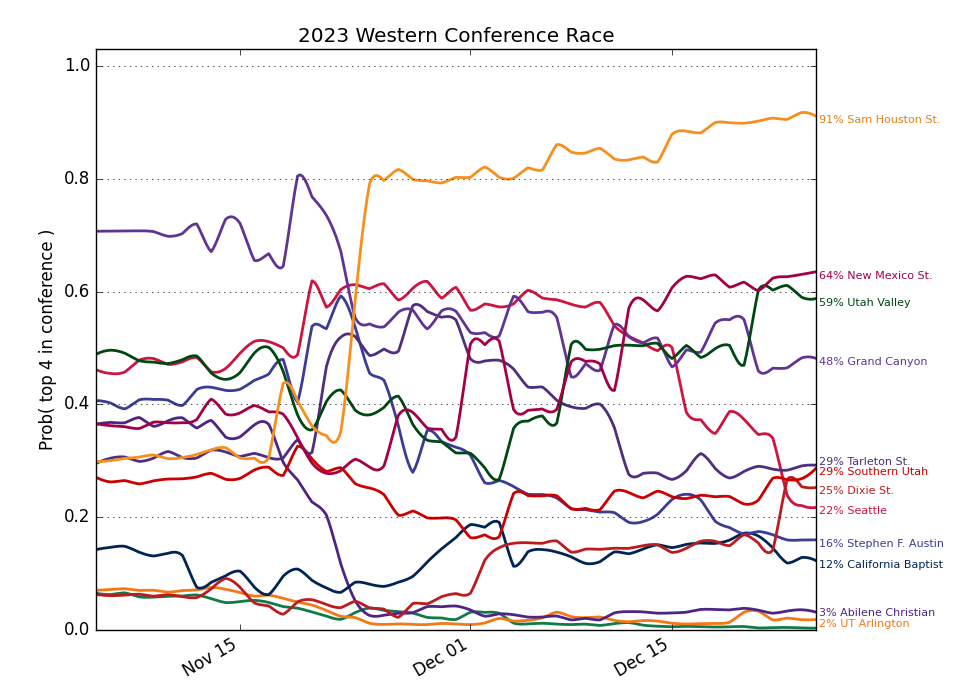 2023 Western Conference Race
Prob( top 4 in conference )
1.0
0.8
0.6
0.4
0.2
0.0
Nov 15
Dec 01
Dec 15
91% Sam Houston St.
64% New Mexico St.
59% Utah Valley
48% Grand Canyon
29% Tarleton St.
29% Southern Utah
25% Dixie St.
22% Seattle
16% Stephen F. Austin
12% California Baptist
3% Abilene Christian
2% UT Arlington